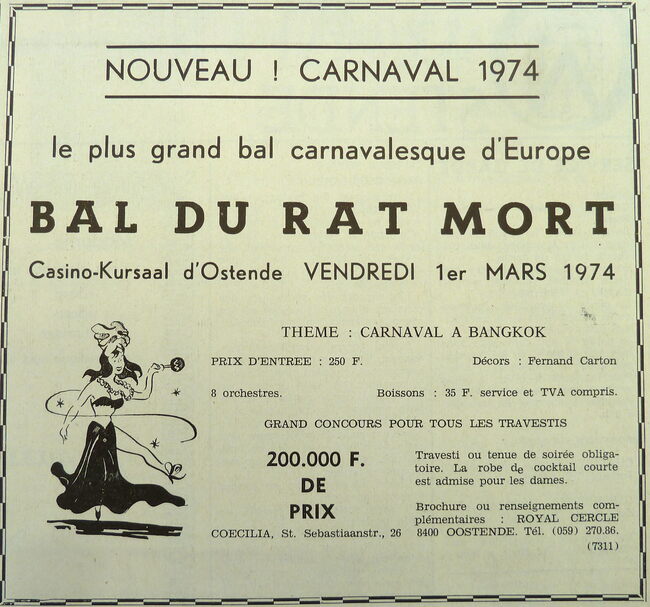 NOUVEAU ! CARNAVAL 1974
le plus grand bal carnavalesque d'Europe
BAL DU RAT MORT
Casino-Kursaal d'Ostende VENDREDI 1er MARS 1974
THEME : CARNAVAL A BANGKOK
PRIX D'ENTREE : 250 F. Décors : Fernand Carton
8 orchestres. Boissons : 35 F. service et TVA compris.
GRAND CONCOURS POUR TOUS LES TRAVESTIS
200.000 F.
DE
PRIX
Travesti ou tenue de soirée obliga-
toire. La robe de cocktail courte
est admise pour les dames.
Brochure ou renseignements com-
plémentaires : ROYAL CERCLE
COECILIA, St. Sebastiaanstr., 26 8400 OOSTENDE. Tél. (059) 270.86.
(7311)